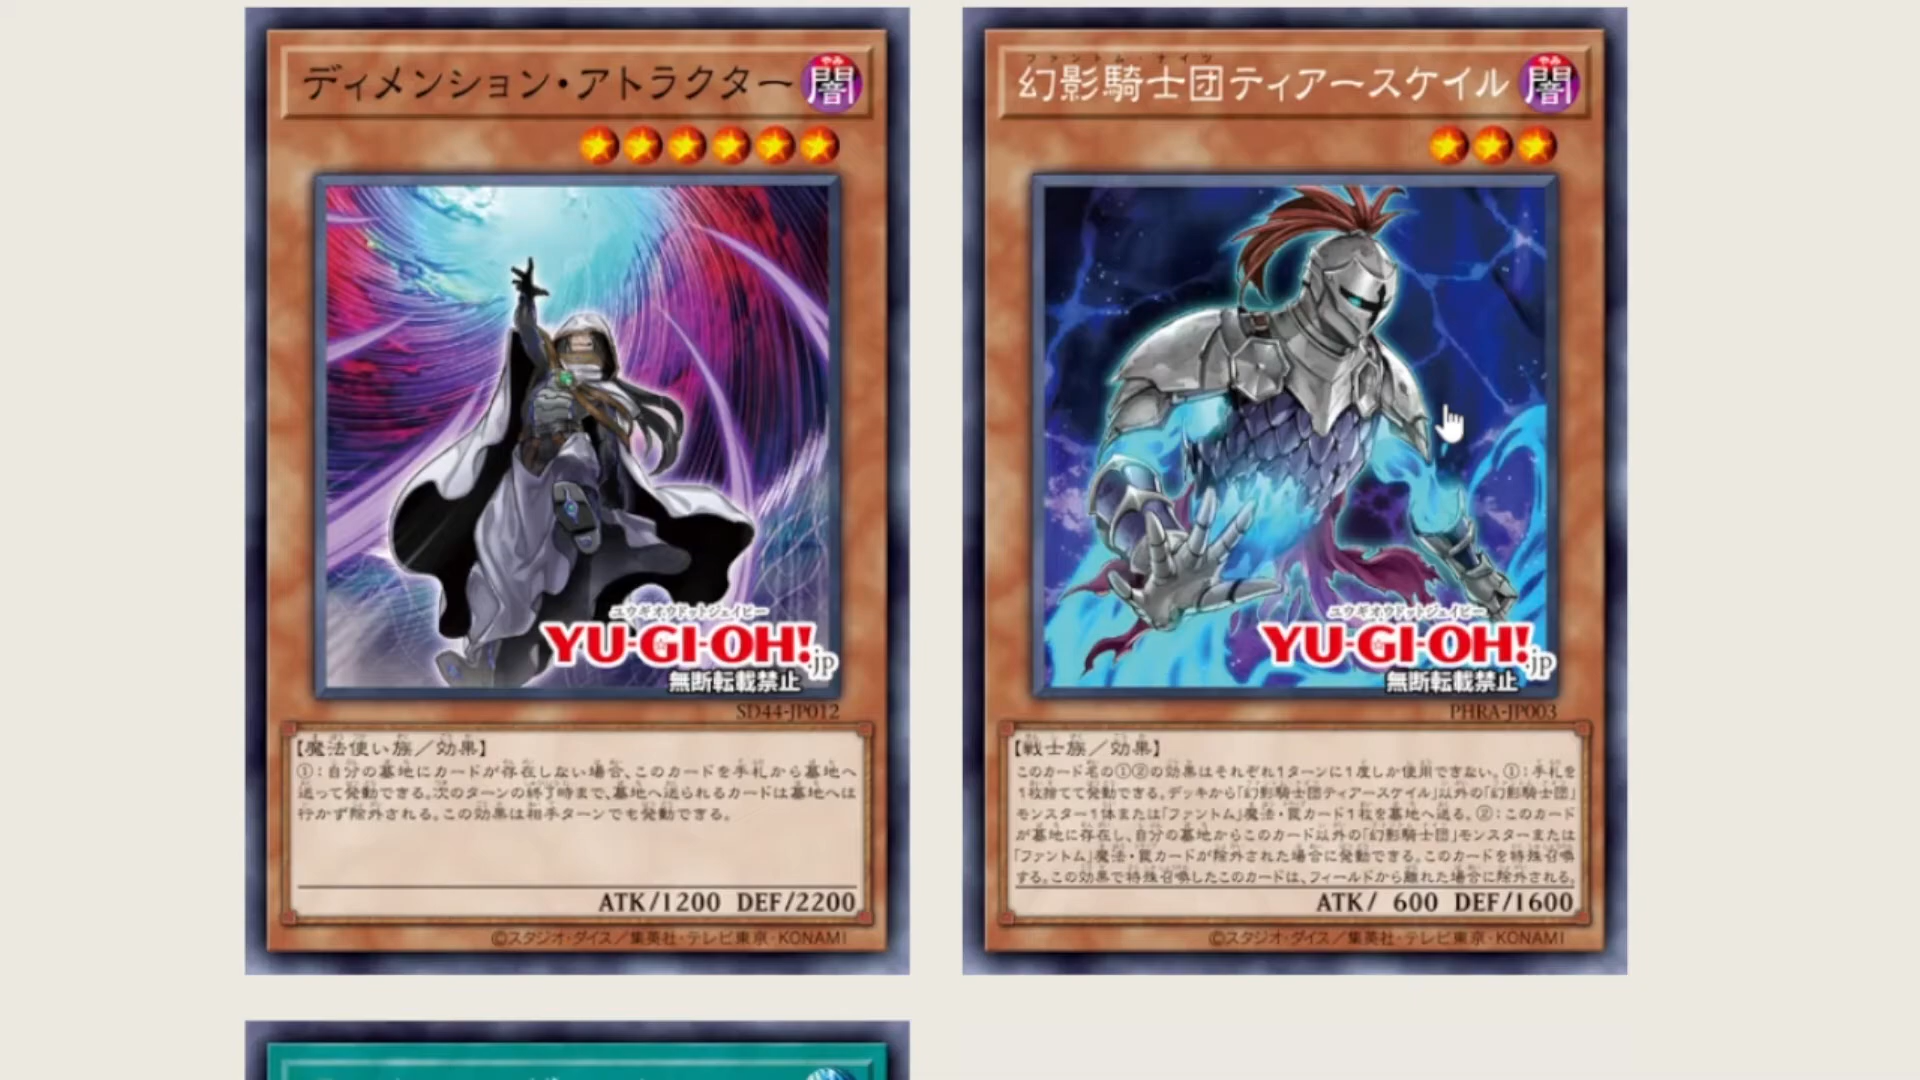 ディメンション・アトラクター
やみ
闇
ユウギオウドットジェイピー
YU-GI-OH!.jp
無断転載禁止
SD44-JP012
【魔法使い族／効果】
①：自分の墓地にカードが存在しない場合、このカードを手札から墓地へ
送って発動できる。次のターンの終了時まで、墓地へ送られるカードは墓地へは
行かず除外される。この効果は相手ターンでも発動できる。
ATK/1200 DEF/2200
©スタジオ・ダイス／集英社・テレビ東京・KONAMI
ファントム・ナイツ
幻影騎士団ティアースケイル
やみ
闇
ユウギオウドットジェイピー
YU-GI-OH!.jp
無断転載禁止
PHRA-JP003
【戦士族／効果】
このカード名の①②の効果はそれぞれ1ターンに1度しか使用できない。①：手札を
1枚捨てて発動できる。デッキから「幻影騎士団ティアースケイル」以外の「幻影騎士団」
モンスター1体または「ファントム」魔法・罠カード1枚を墓地へ送る。②：このカード
が墓地に存在し、自分の墓地からこのカード以外の「幻影騎士団」モンスターまたは
「ファントム」魔法・罠カードが除外された場合に発動できる。このカードを特殊召喚
する。この効果で特殊召喚したこのカードは、フィールドから離れた場合に除外される。
ATK/ 600 DEF/1600
©スタジオ・ダイス／集英社・テレビ東京・KONAMI